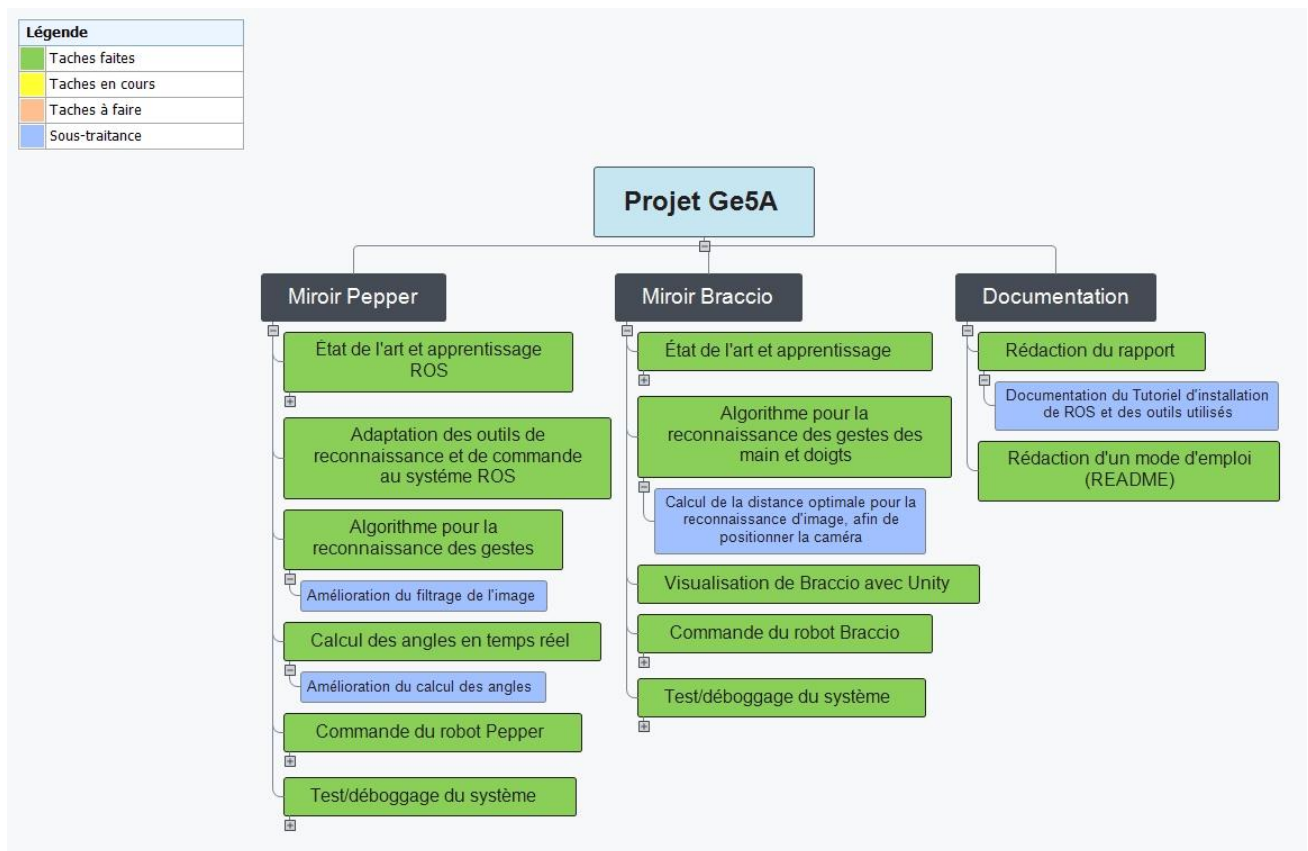 Légende
Taches faites
Taches en cours
Taches à faire
Sous-traitance
Projet Ge5A
Miroir Pepper
État de l'art et apprentissage
ROS
Adaptation des outils de
reconnaissance et de commande
au systéme ROS
Algorithme pour la
reconnaissance des gestes
Amélioration du filtrage de l'image
Calcul des angles en temps réel
Amélioration du calcul des angles
Commande du robot Pepper
Test/déboggage du système
Miroir Braccio
État de l'art et apprentissage
Algorithme pour la
reconnaissance des gestes des
main et doigts
Calcul de la distance optimale pour la
reconnaissance d'image, afin de
positionner la caméra
Visualisation de Braccio avec Unity
Commande du robot Braccio
Test/déboggage du système
Documentation
Rédaction du rapport
Documentation du Tutoriel d'installation
de ROS et des outils utilisés
Rédaction d'un mode d'emploi
(README)